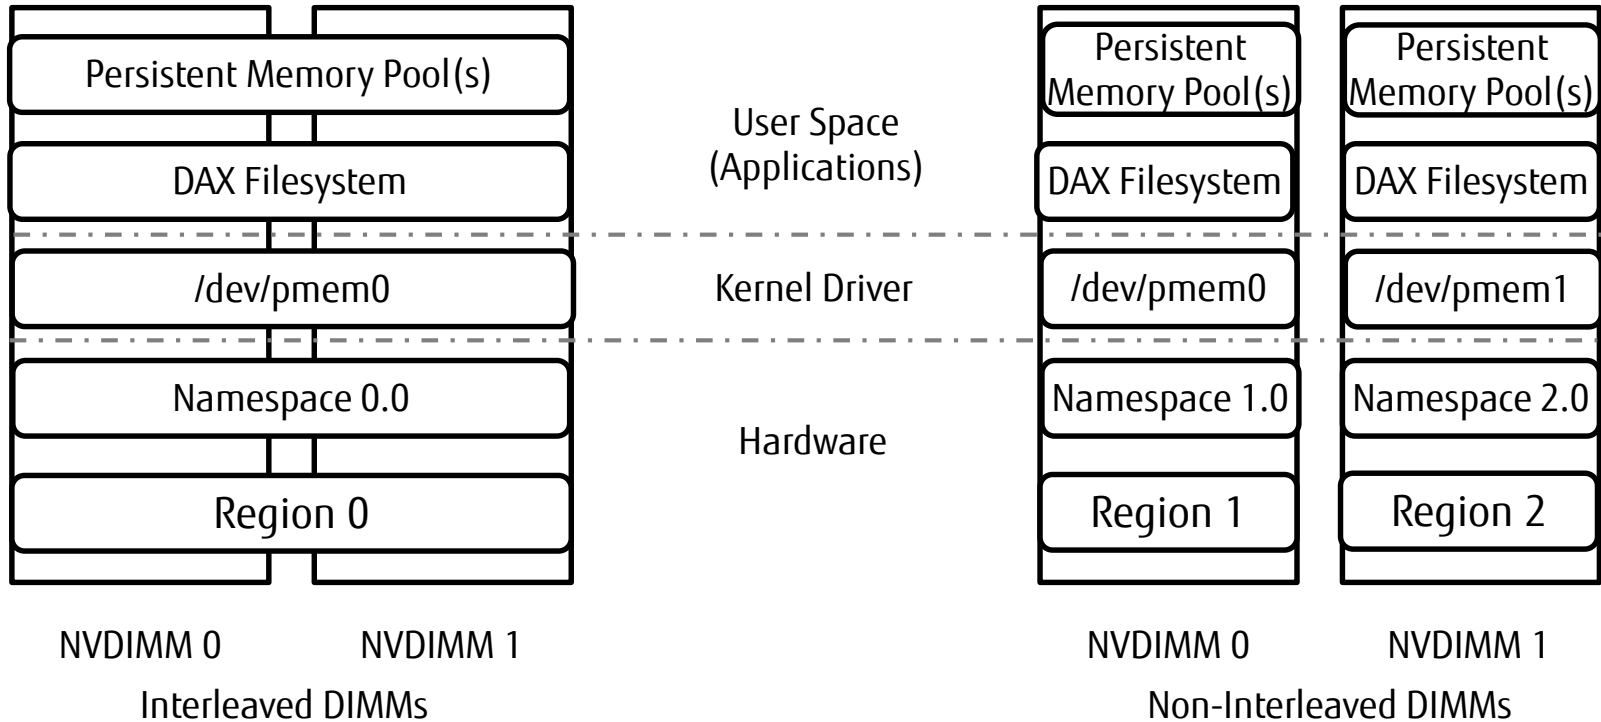 Persistent Memory Pool(s)
DAX Filesystem
/dev/pmem0
Namespace 0.0
Region 0
NVDIMM 0
NVDIMM 1
Interleaved DIMMs
User Space
(Applications)
Kernel Driver
Hardware
Persistent
Memory Pool(s)
DAX Filesystem
/dev/pmem0
Namespace 1.0
Region 1
NVDIMM 0
Persistent
Memory Pool(s)
DAX Filesystem
/dev/pmem1
Namespace 2.0
Region 2
NVDIMM 1
Non-Interleaved DIMMs